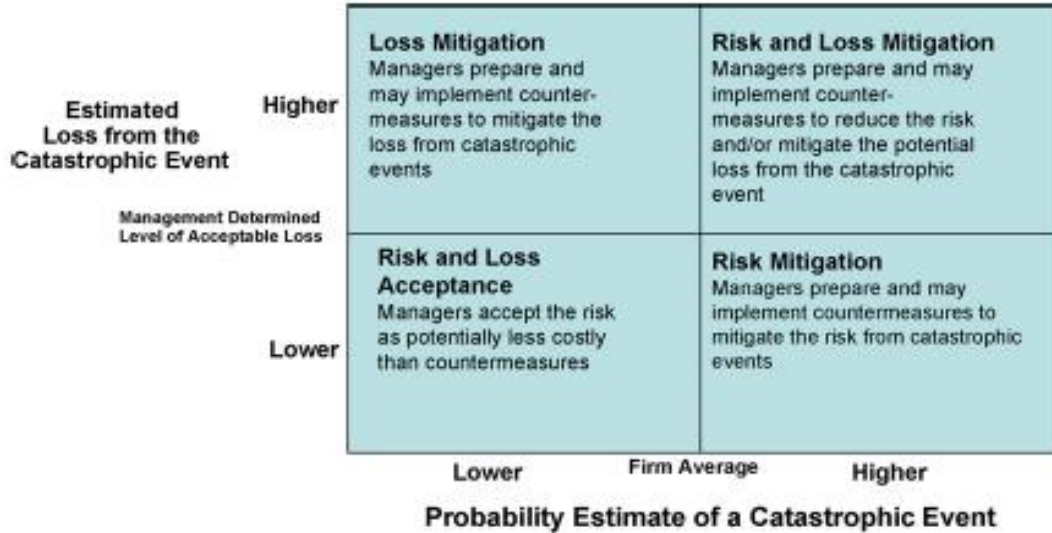 Estimated
Loss from the
Catastrophic Event
Higher
Management Determined
Level of Acceptable Loss
Lower
Loss Mitigation
Managers prepare and
may implement counter-
measures to mitigate the
loss from catastrophic
events
Risk and Loss Mitigation
Managers prepare and may
implement counter-
measures to reduce the risk
and/or mitigate the potential
loss from the catastrophic
event
Risk and Loss
Acceptance
Managers accept the risk
as potentially less costly
than countermeasures
Risk Mitigation
Managers prepare and may
implement countermeasures to
mitigate the risk from catastrophic
events
Lower
Firm Average
Higher
Probability Estimate of a Catastrophic Event